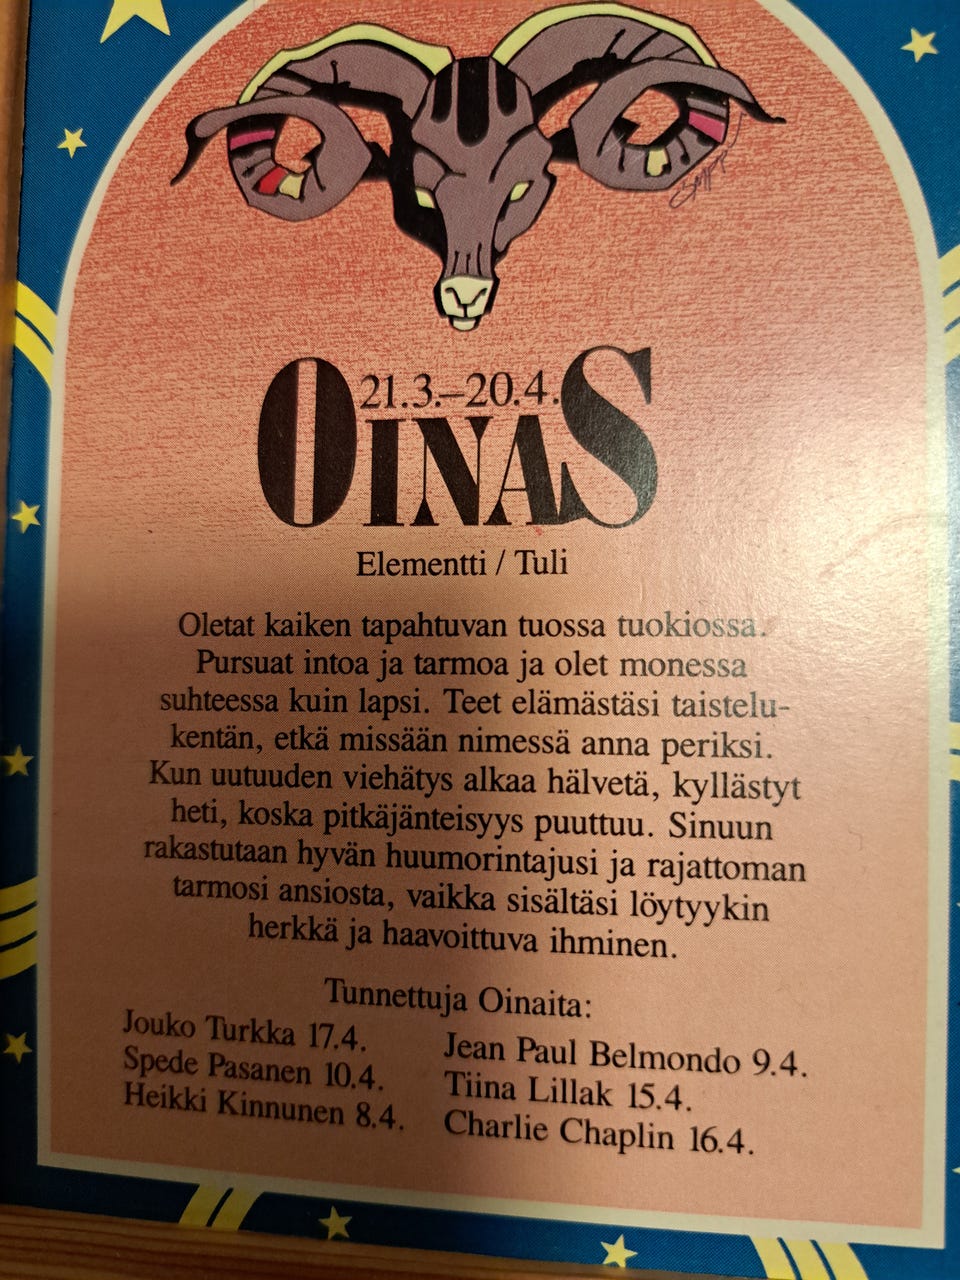 21.3.–20.4.
OINAS
Elementti / Tuli
Oletat kaiken tapahtuvan tuossa tuokiossa.
Pursuat intoa ja tarmoa ja olet monessa
suhteessa kuin lapsi. Teet elämästäsi taistelu-
kentän, etkä missään nimessä anna periksi.
Kun uutuuden viehätys alkaa hälvetä, kyllästyt
heti, koska pitkäjänteisyys puuttuu. Sinuun
rakastutaan hyvän huumorintajusi ja rajattoman
tarmosi ansiosta, vaikka sisältäsi löytyykin
herkkä ja haavoittuva ihminen.
Tunnettuja Oinaita:
Jouko Turkka 17.4.
Spede Pasanen 10.4.
Heikki Kinnunen 8.4.
Jean Paul Belmondo 9.4.
Tiina Lillak 15.4.
Charlie Chaplin 16.4.